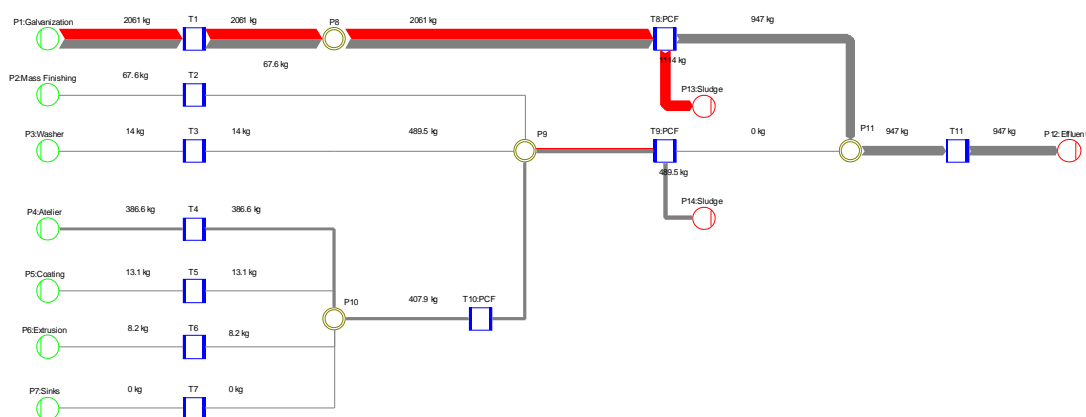 P1:Galvanization
2061 kg
T1
2061 kg
P8
2061 kg
T8:PCF
947 kg
67.6 kg
1114 kg
P2:Mass Finishing
67.6 kg
T2
P13:Sludge
P3:Washer
14 kg
T3
14 kg
489.5 kg
P9
T9:PCF
0 kg
P11
947 kg
T11
947 kg
P12:Effluent
489.5 kg
P14:Sludge
P4:Atelier
386.6 kg
T4
386.6 kg
P5:Coating
13.1 kg
T5
13.1 kg
P10
407.9 kg
T10:PCF
P6:Extrusion
8.2 kg
T6
8.2 kg
P7:Sinks
0 kg
T7
0 kg